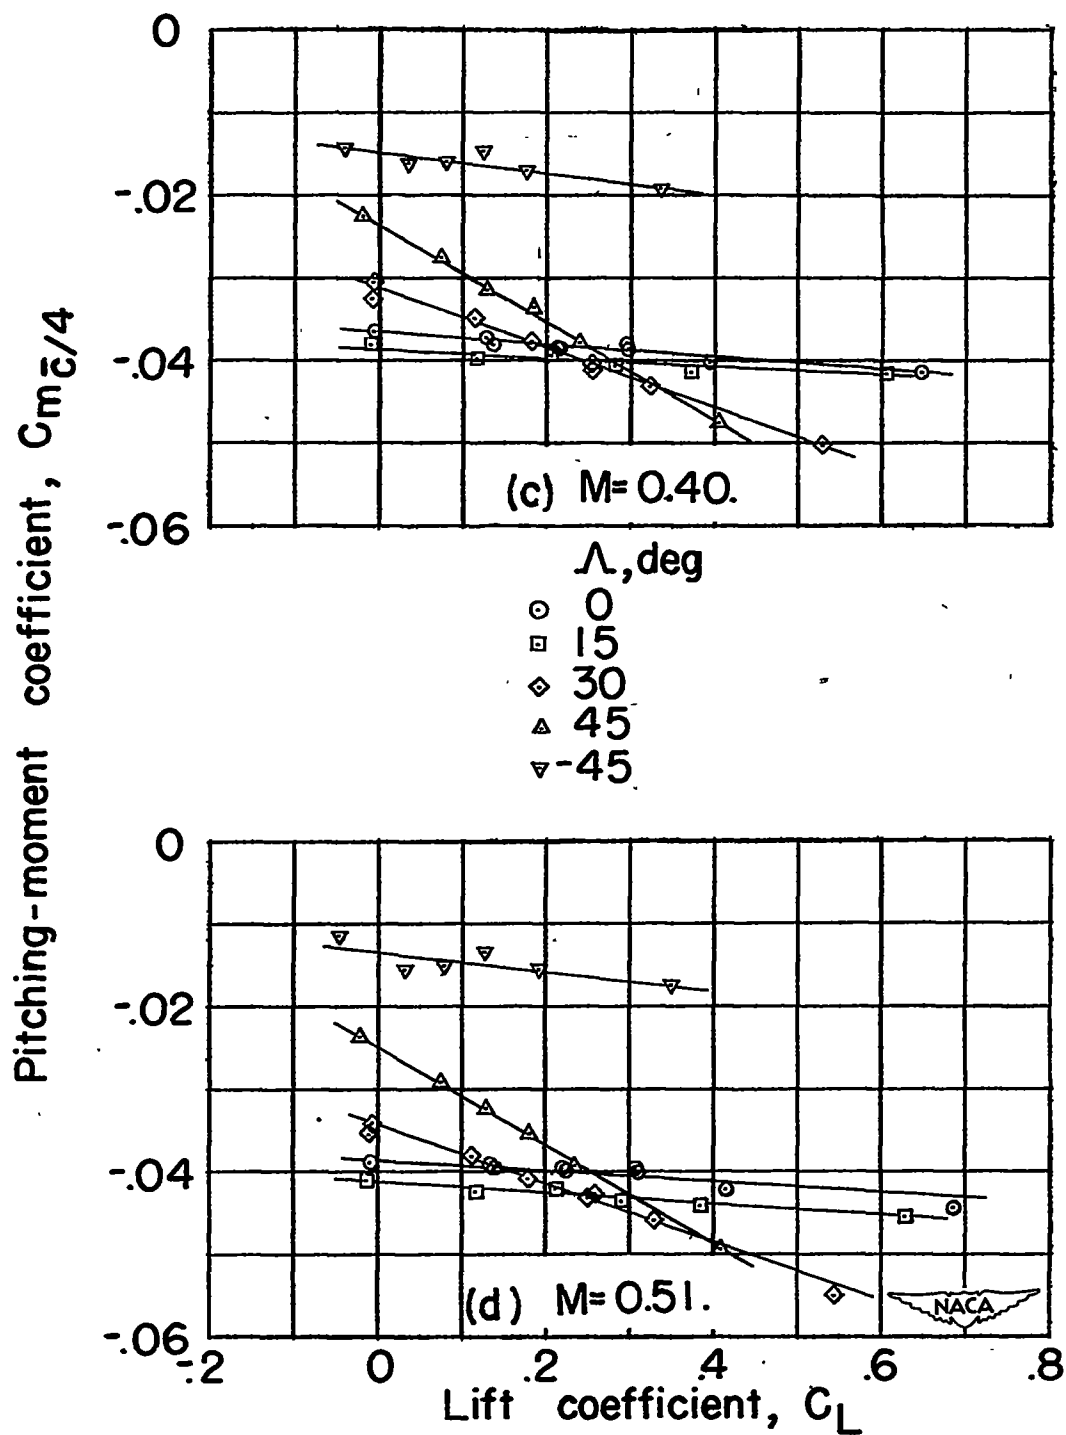 0
-.02
-.04
-.06
Pitching-moment coefficient, Cm c̄/4
(c) M=0.40.
Λ, deg
0
15
30
45
-45
0
-.02
-.04
-.06
(d) M=0.51.
NACA
-.2 0 .2 .4 .6 .8
Lift coefficient, CL